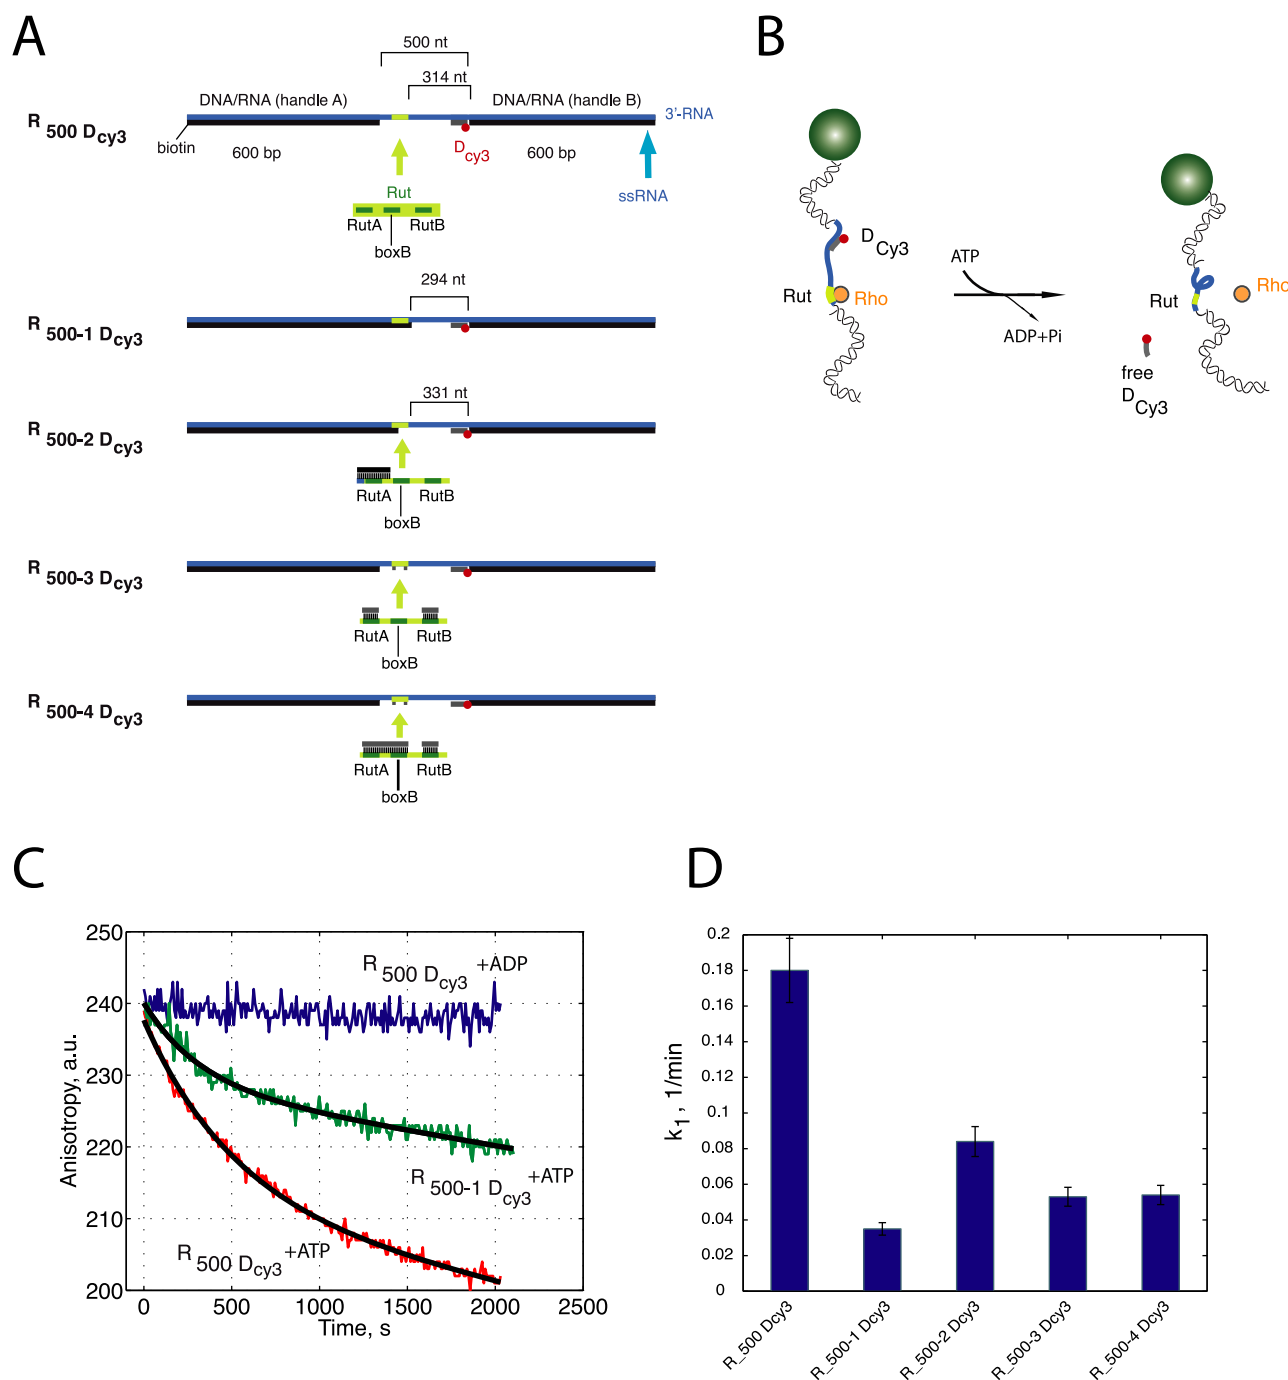 A
500 nt
314 nt
DNA/RNA (handle A)
DNA/RNA (handle B)
R 500 Dcy3
3'-RNA
biotin
600 bp
Dcy3
600 bp
Rut
ssRNA
RutA
RutB
boxB
294 nt
R 500-1 Dcy3
331 nt
R 500-2 Dcy3
RutA
RutB
boxB
R 500-3 Dcy3
RutA
RutB
boxB
R 500-4 Dcy3
RutA
RutB
boxB
B
D Cy3
Rut
Rho
ATP
ADP+Pi
Rut
Rho
free
D Cy3
C
250
240
230
220
210
200
Anisotropy, a.u.
R 500 Dcy3 +ADP
R 500-1 Dcy3 +ATP
R 500 Dcy3 +ATP
0
500
1000
1500
2000
2500
Time, s
D
0.2
0.18
0.16
0.14
0.12
0.1
0.08
0.06
0.04
0.02
0
k1, 1/min
R_500 Dcy3
R_500-1 Dcy3
R_500-2 Dcy3
R_500-3 Dcy3
R_500-4 Dcy3